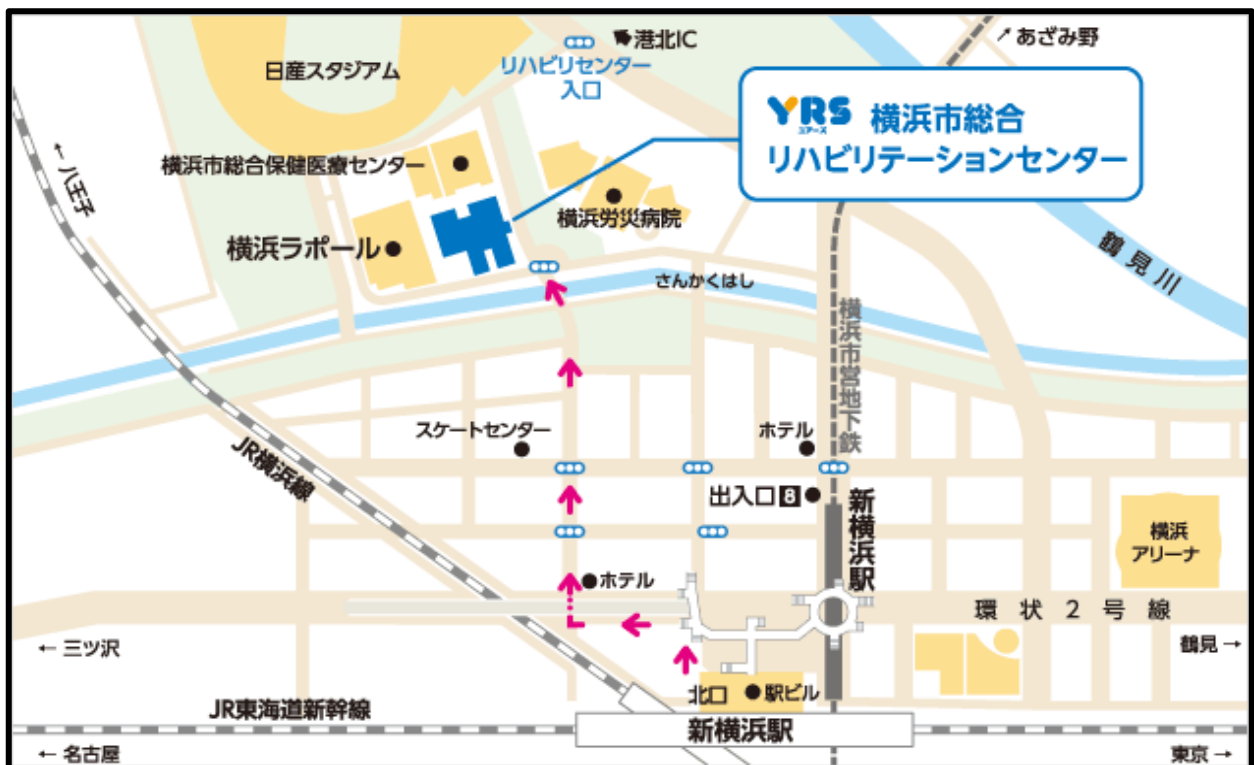 港北IC
↗あざみ野
日産スタジアム
リハビリセンター
入口
YRS
ユアーズ
横浜市総合
リハビリテーションセンター
←八王子
横浜市総合保健医療センター
横浜労災病院
横浜ラポール
鶴見川
さんかくはし
横浜市営地下鉄
スケートセンター
ホテル
JR横浜線
出入口8
新横浜駅
横浜
アリーナ
ホテル
環状2号線
←三ツ沢
鶴見→
北口
駅ビル
JR東海道新幹線
新横浜駅
←名古屋
東京→